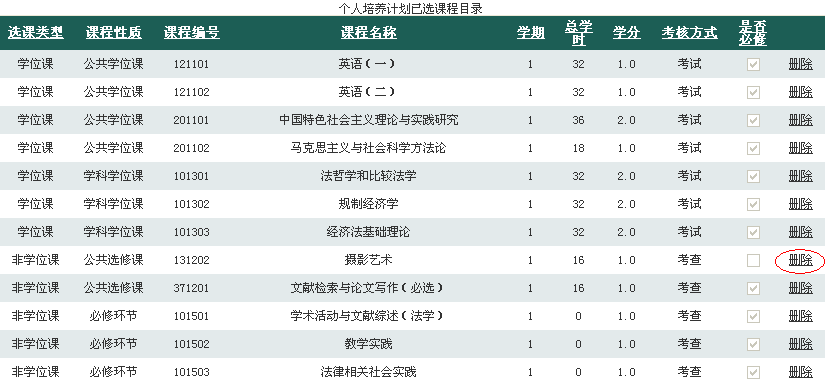 个人培养计划已选课程目录
选课类型 课程性质 课程编号 课程名称 学期 总学时 学分 考核方式 是否必修
学位课 公共学位课 121101 英语（一） 1 32 1.0 考试 删除
学位课 公共学位课 121102 英语（二） 1 32 1.0 考试 删除
学位课 公共学位课 201101 中国特色社会主义理论与实践研究 1 36 2.0 考试 删除
学位课 公共学位课 201102 马克思主义与社会科学方法论 1 18 1.0 考试 删除
学位课 学科学位课 101301 法哲学和比较法学 1 32 2.0 考试 删除
学位课 学科学位课 101302 规制经济学 1 32 2.0 考试 删除
学位课 学科学位课 101303 经济法基础理论 1 32 2.0 考试 删除
非学位课 公共选修课 131202 摄影艺术 1 16 1.0 考查 删除
非学位课 公共选修课 371201 文献检索与论文写作（必选） 1 16 1.0 考查 删除
非学位课 必修环节 101501 学术活动与文献综述（法学） 1 0 1.0 考查 删除
非学位课 必修环节 101502 教学实践 1 0 1.0 考查 删除
非学位课 必修环节 101503 法律相关社会实践 1 0 1.0 考查 删除